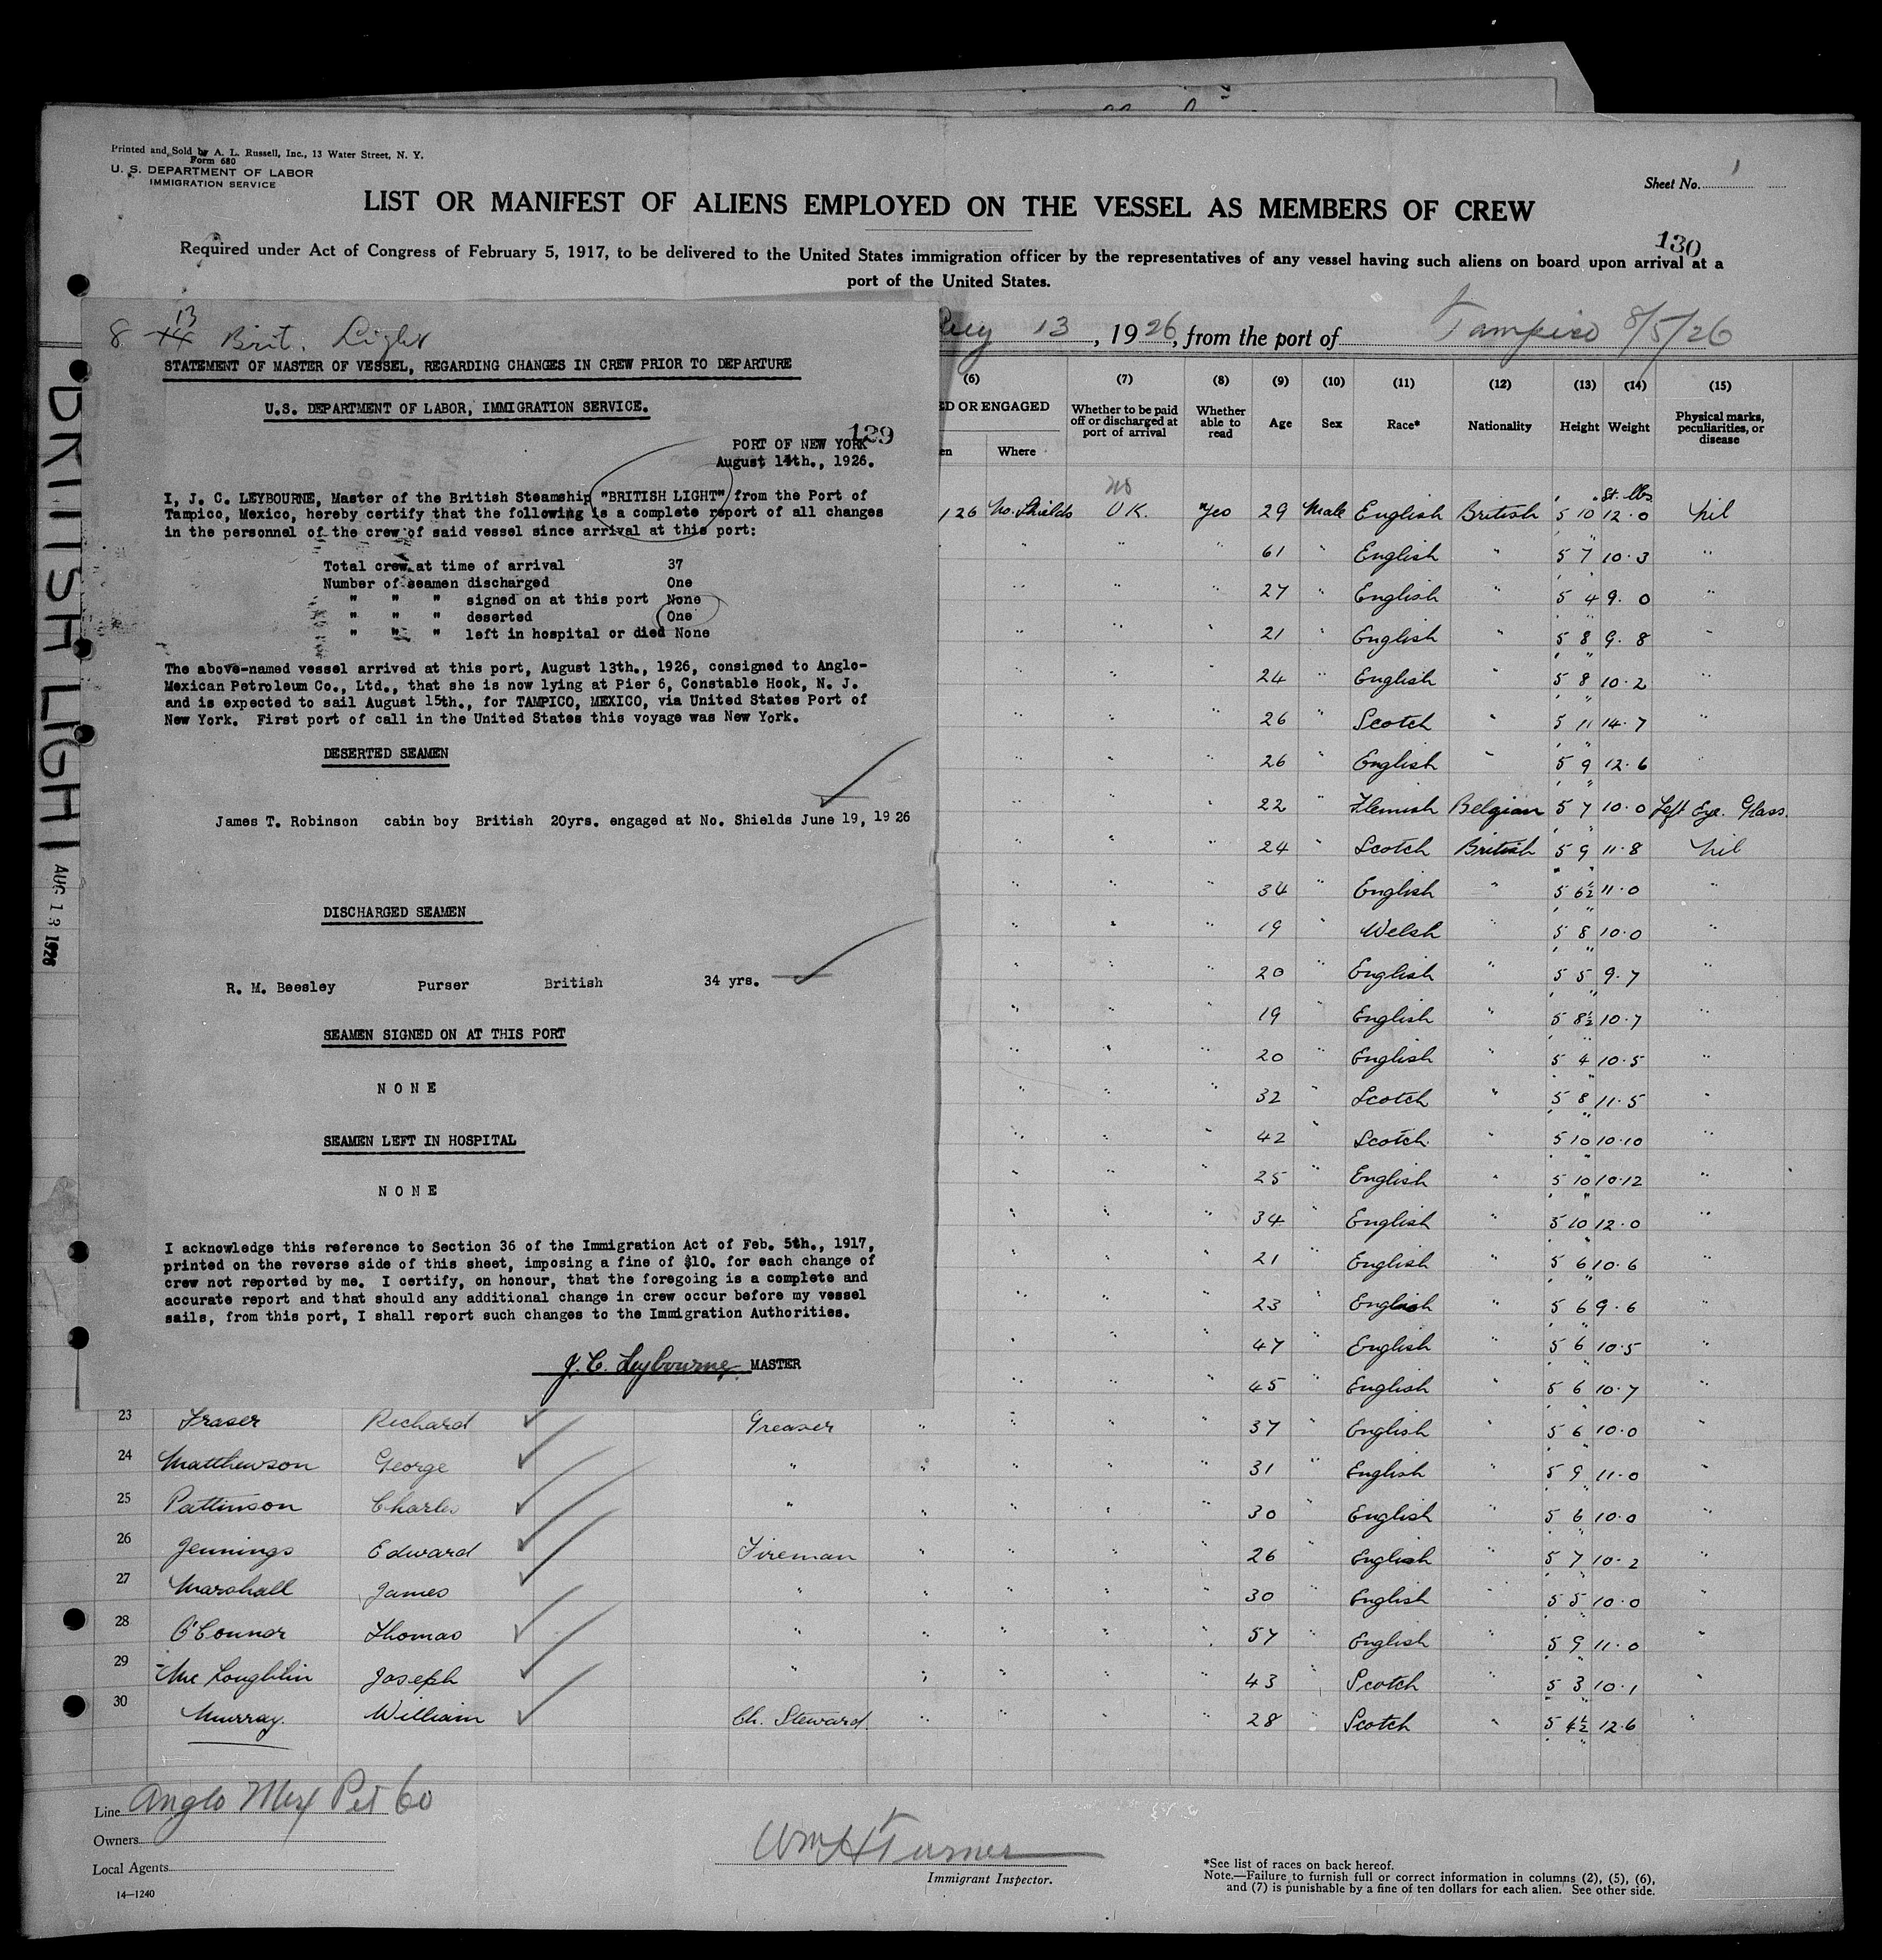 Printed and Sold by A. L. Russell, Inc., 13 Water Street, N. Y.
Form 680
U. S. DEPARTMENT OF LABOR
IMMIGRATION SERVICE
Sheet No. 1
LIST OR MANIFEST OF ALIENS EMPLOYED ON THE VESSEL AS MEMBERS OF CREW
130
Required under Act of Congress of February 5, 1917, to be delivered to the United States immigration officer by the representatives of any vessel having such aliens on board upon arrival at a
port of the United States.
BRITISH LIGHT
AUG 13 1926
13
8 14 Brit. Light
STATEMENT OF MASTER OF VESSEL, REGARDING CHANGES IN CREW PRIOR TO DEPARTURE
U.S. DEPARTMENT OF LABOR, IMMIGRATION SERVICE.
129
PORT OF NEW YORK
August 14th., 1926.
I, J. C. LEYBOURNE, Master of the British Steamship "BRITISH LIGHT" from the Port of
Tampico, Mexico, hereby certify that the following is a complete report of all changes
in the personnel of the crew of said vessel since arrival at this port:
Total crew at time of arrival 37
Number of seamen discharged One
" " " signed on at this port None
" " " deserted One
" " " left in hospital or died None
The above-named vessel arrived at this port, August 13th., 1926, consigned to Anglo-
Mexican Petroleum Co., Ltd., that she is now lying at Pier 6, Constable Hook, N. J.
and is expected to sail August 15th., for TAMPICO, MEXICO, via United States Port of
New York. First port of call in the United States this voyage was New York.
DESERTED SEAMEN
James T. Robinson cabin boy British 20yrs. engaged at No. Shields June 19, 1926
DISCHARGED SEAMEN
R. M. Beesley Purser British 34 yrs.
SEAMEN SIGNED ON AT THIS PORT
N O N E
SEAMEN LEFT IN HOSPITAL
N O N E
I acknowledge this reference to Section 36 of the Immigration Act of Feb. 5th., 1917,
printed on the reverse side of this sheet, imposing a fine of $10. for each change of
crew not reported by me. I certify, on honour, that the foregoing is a complete and
accurate report and that should any additional change in crew occur before my vessel
sails, from this port, I shall report such changes to the Immigration Authorities.
J. C. Leybourne MASTER
13, 1926, from the port of Tampico 8/5/26
(6) (7) (8) (9) (10) (11) (12) (13) (14) (15)
ED OR ENGAGED Whether to be paid off or discharged at port of arrival Whether able to read Age Sex Race* Nationality Height Weight Physical marks, peculiarities, or disease
en Where
no ' " St. lbs
/26 No. Shields U K. Yes 29 Male English British 5 10 12.0 Nil
" " " 61 " English " 5 7 10.3 "
" " " 27 " English " 5 4 9.0 "
" " " 21 " English " 5 8 9.8 "
" " " 24 " English " 5 8 10.2 "
" " " 26 " Scotch " 5 11 14.7 "
" " " 26 " English " 5 9 12.6 "
" " " 22 " Flemish Belgian 5 7 10.0 Left Eye. Glass.
" " " 24 " Scotch British 5 9 11.8 Nil
" " " 34 " English " 5 6½ 11.0 "
" " " 19 " Welsh " 5 8 10.0 "
" " " 20 " English " 5 5 9.7 "
" " " 19 " English " 5 8½ 10.7 "
" " " 20 " English " 5 4 10.5 "
" " " 32 " Scotch " 5 8 11.5 "
" " " 42 " Scotch " 5 10 10.10 "
" " " 25 " English " 5 10 10.12 "
" " " 34 " English " 5 10 12.0 "
" " " 21 " English " 5 6 10.6 "
" " " 23 " English " 5 6 9.6 "
" " " 47 " English " 5 6 10.5 "
" " " 45 " English " 5 6 10.7 "
23 Fraser Richard Greaser " " " " 37 " English " 5 6 10.0 "
24 Matthewson George " " " " " 31 " English " 5 9 11.0 "
25 Pattinson Charles " " " " " 30 " English " 5 6 10.0 "
26 Jennings Edward Fireman " " " " 26 " English " 5 7 10.2 "
27 Marshall James " " " " " 30 " English " 5 5 10.0 "
28 O'Connor Thomas " " " " " 57 " English " 5 9 11.0 "
29 McLoughlin Joseph " " " " " 43 " Scotch " 5 3 10.1 "
30 Murray. William Ch. Steward. " " " " 28 " Scotch " 5 4½ 12.6 "
Line Anglo Mex Pet Co
Owners
Local Agents
14—1240
Wm H Turner
Immigrant Inspector.
*See list of races on back hereof.
Note.—Failure to furnish full or correct information in columns (2), (5), (6),
and (7) is punishable by a fine of ten dollars for each alien. See other side.